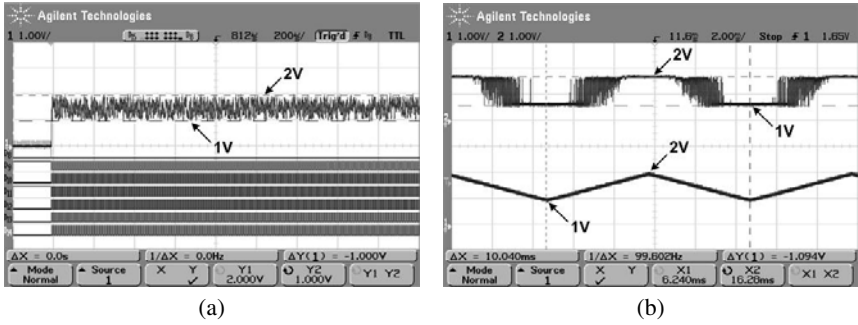 Agilent Technologies
1 1.00V/ 812% 200%/ Trig'd TTL
2V
1V
ΔX = 0.0s 1/ΔX = 0.0Hz ΔY(1) = -1.000V
Mode Normal Source 1 X Y ✓ Y1 2.000V Y2 1.000V Y1 Y2
(a)
Agilent Technologies
1 1.00V/ 2 1.00V/ 11.6% 2.00%/ Stop 1 1.65V
2V
1V
2V
1V
ΔX = 10.040ms 1/ΔX = 99.602Hz ΔY(1) = -1.094V
Mode Normal Source 1 X Y ✓ X1 6.240ms X2 16.28ms X1 X2
(b)